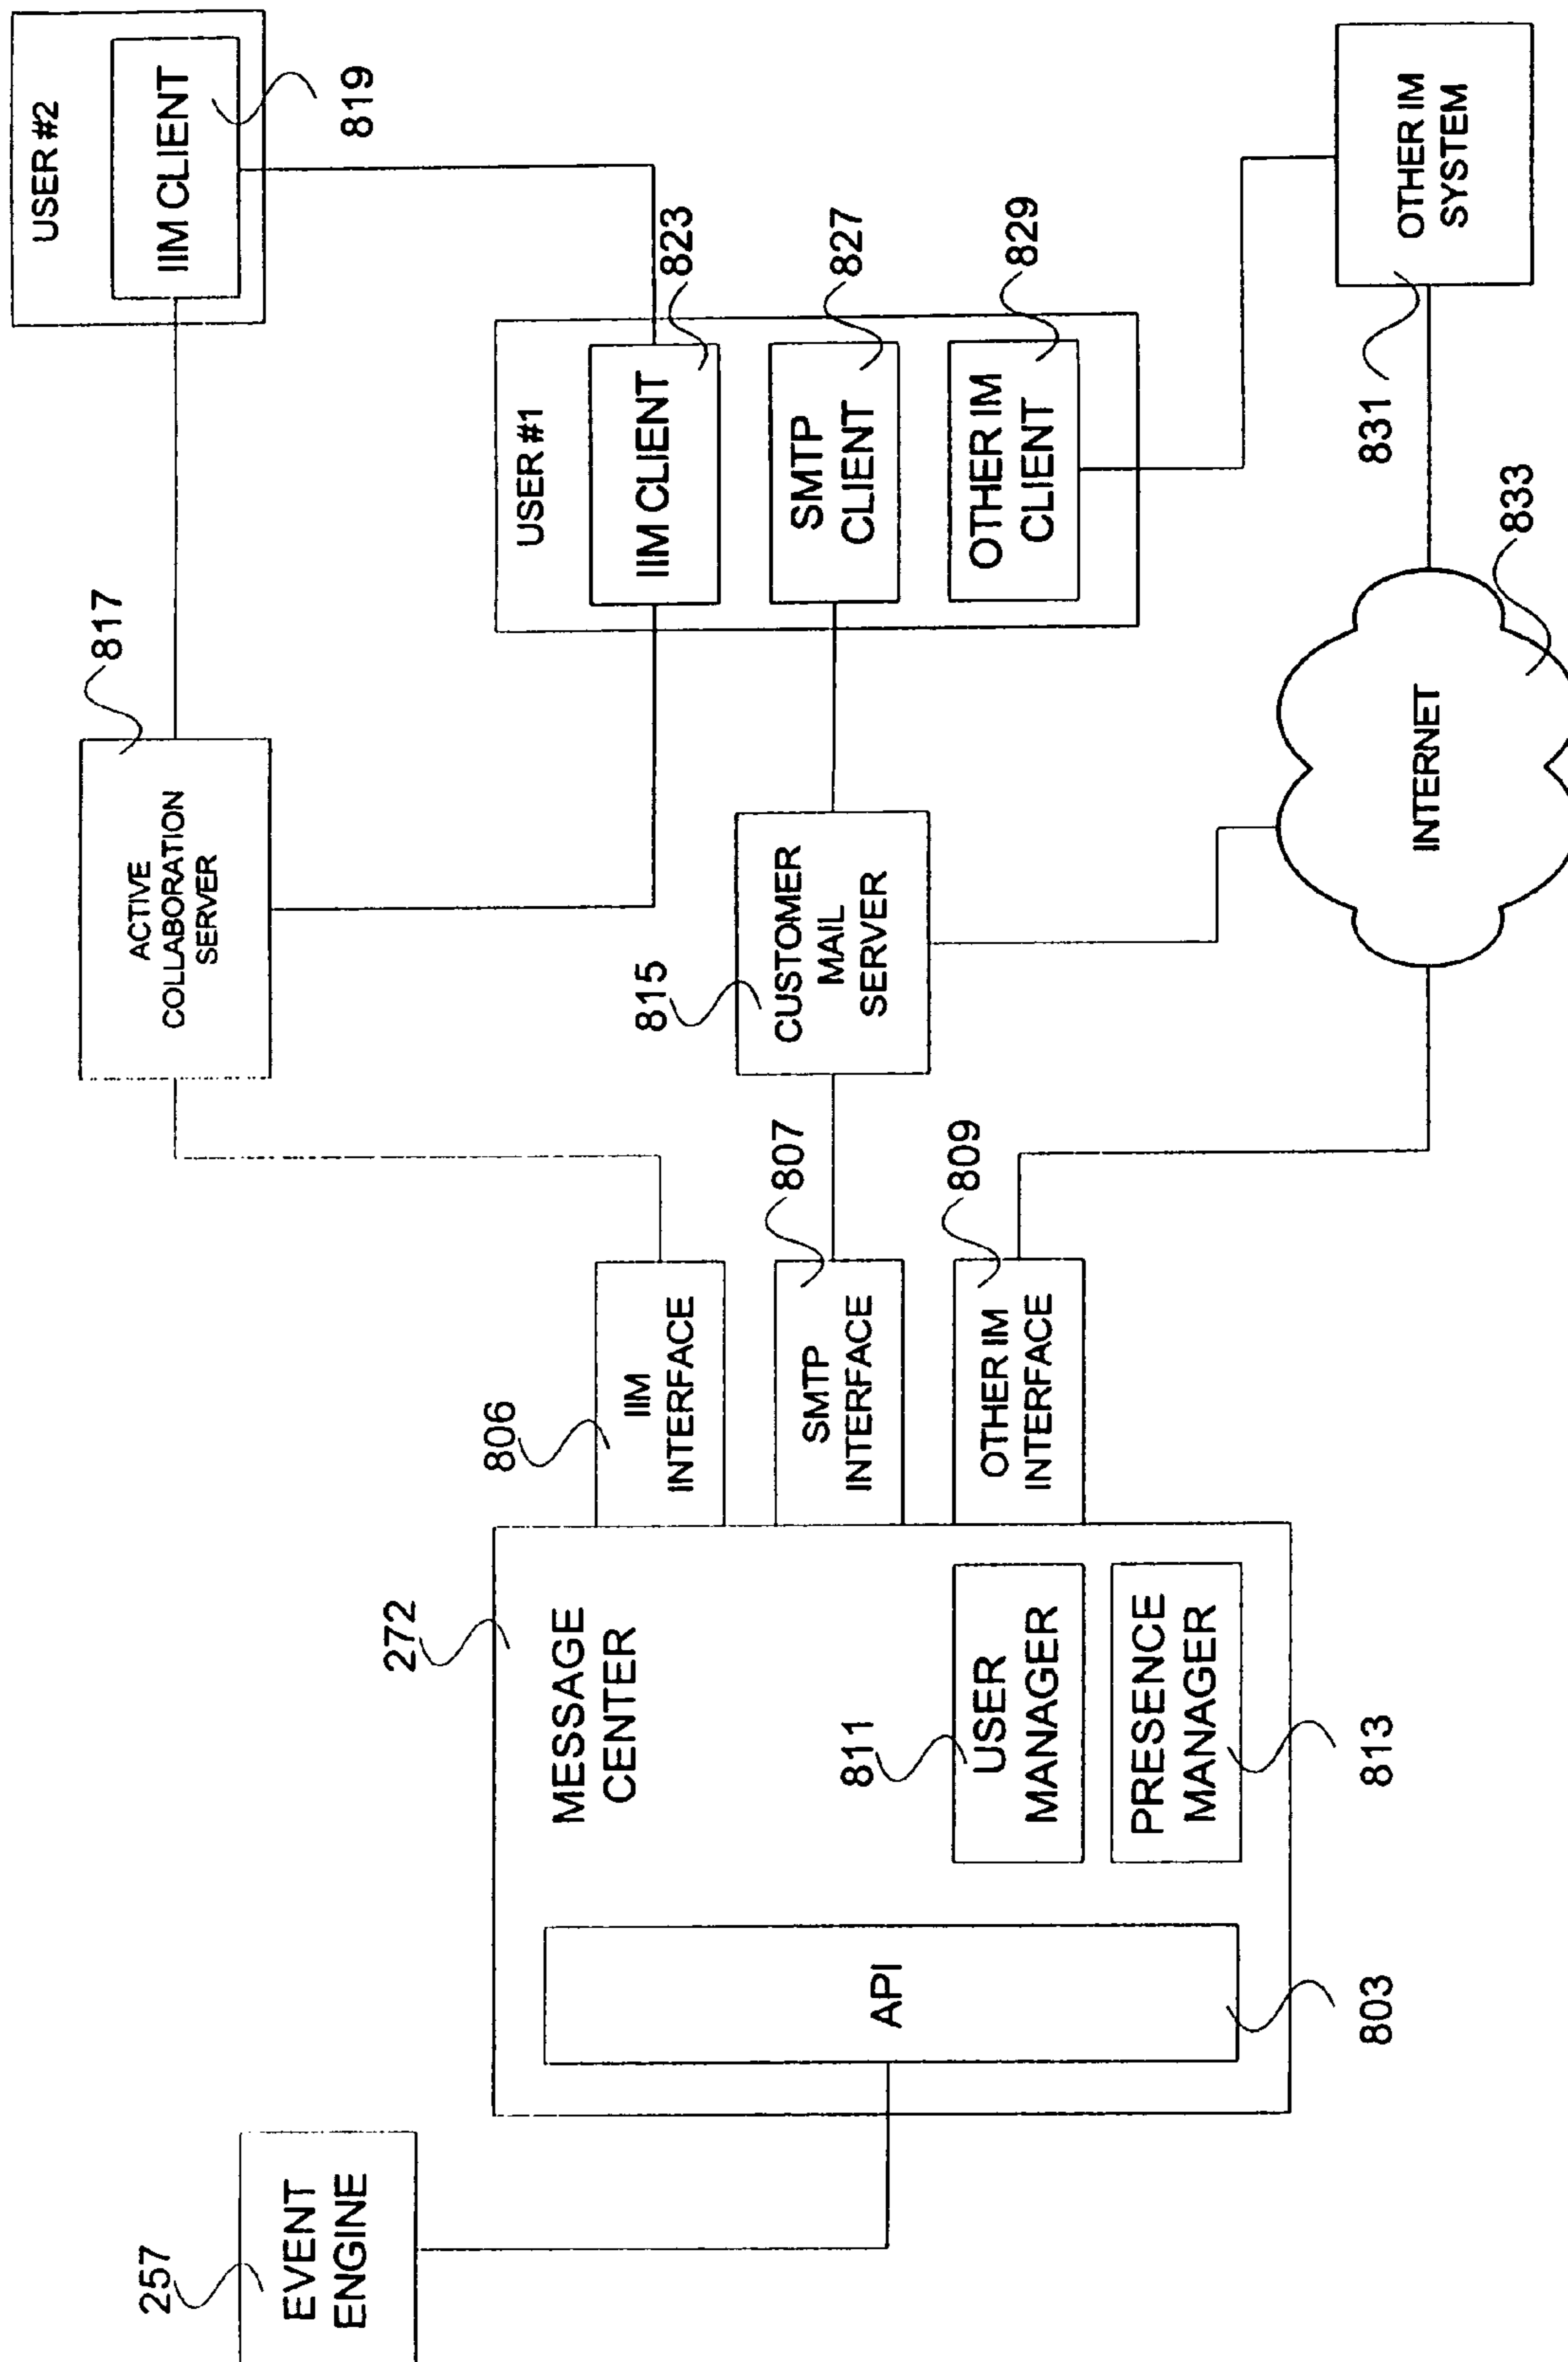 257
EVENT
ENGINE
272
MESSAGE
CENTER
API
803
811
USER
MANAGER
PRESENCE
MANAGER
813
806
IIM
INTERFACE
807
SMTP
INTERFACE
809
OTHER IM
INTERFACE
817
ACTIVE
COLLABORATION
SERVER
815
CUSTOMER
MAIL
SERVER
INTERNET
833
USER #1
IIM CLIENT
823
SMTP
CLIENT
827
OTHER IM
CLIENT
829
USER #2
IIM CLIENT
819
831
OTHER IM
SYSTEM